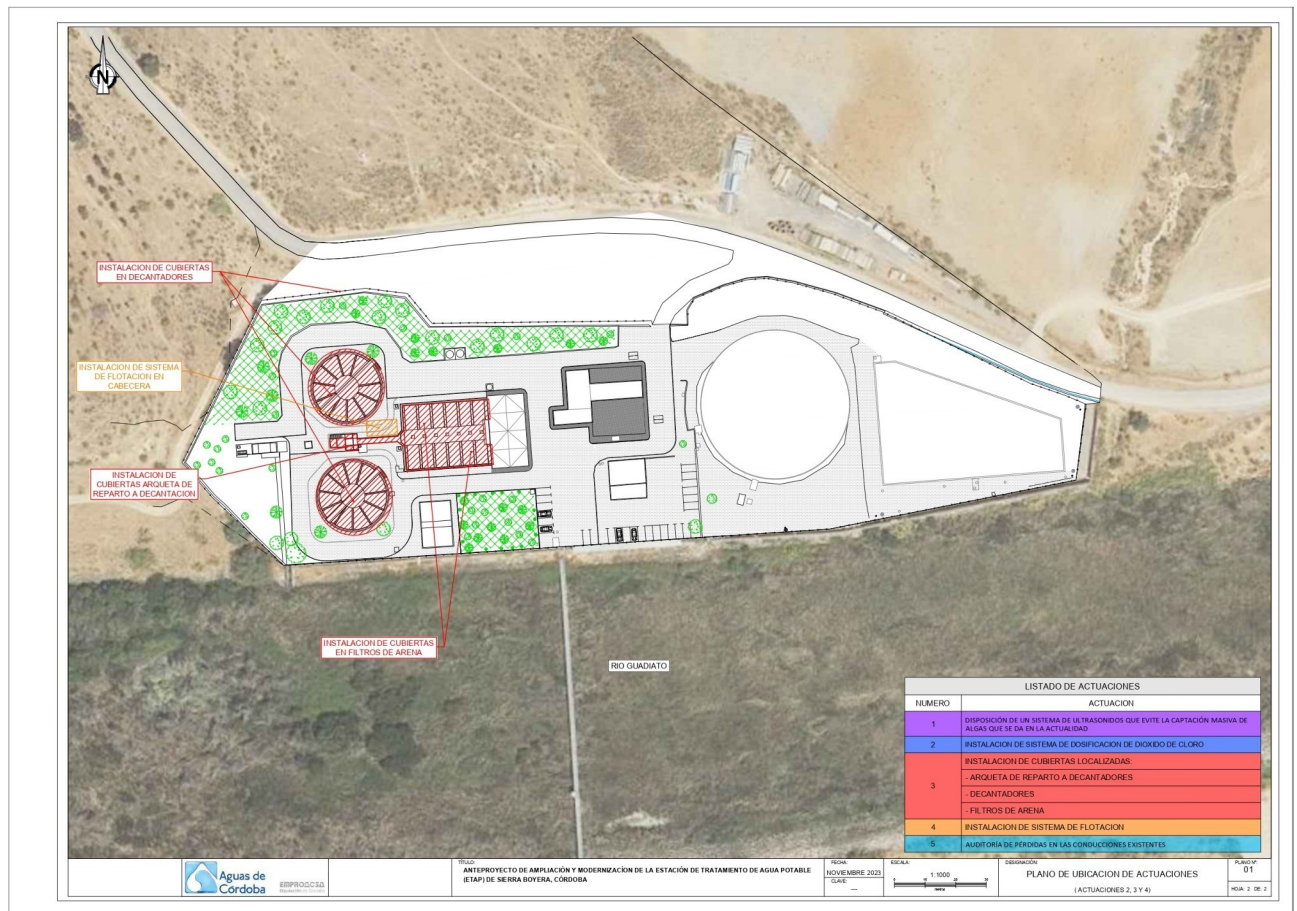 N
INSTALACION DE CUBIERTAS
EN DECANTADORES
INSTALACION DE SISTEMA
DE FLOTACION EN
CABECERA
INSTALACION DE
CUBIERTAS ARQUETA DE
REPARTO A DECANTACION
INSTALACION DE CUBIERTAS
EN FILTROS DE ARENA
RIO GUADIATO
LISTADO DE ACTUACIONES
NUMERO ACTUACION
1 DISPOSICIÓN DE UN SISTEMA DE ULTRASONIDOS QUE EVITE LA CAPTACIÓN MASIVA DE
ALGAS QUE SE DA EN LA ACTUALIDAD
2 INSTALACION DE SISTEMA DE DOSIFICACION DE DIOXIDO DE CLORO
3 INSTALACION DE CUBIERTAS LOCALIZADAS:
- ARQUETA DE REPARTO A DECANTADORES
- DECANTADORES
- FILTROS DE ARENA
4 INSTALACION DE SISTEMA DE FLOTACION
5 AUDITORÍA DE PÉRDIDAS EN LAS CONDUCCIONES EXISTENTES
Aguas de
Córdoba
EMPROACSA
TÍTULO:
ANTEPROYECTO DE AMPLIACIÓN Y MODERNIZACÍON DE LA ESTACIÓN DE TRATAMIENTO DE AGUA POTABLE
(ETAP) DE SIERRA BOYERA, CÓRDOBA
FECHA:
NOVIEMBRE 2023
CLAVE:
---
ESCALA:
1:1000
0 10 20 30
DESIGNACIÓN:
PLANO DE UBICACION DE ACTUACIONES
( ACTUACIONES 2, 3 Y 4)
PLANO Nº:
01
HOJA: 2 DE: 2